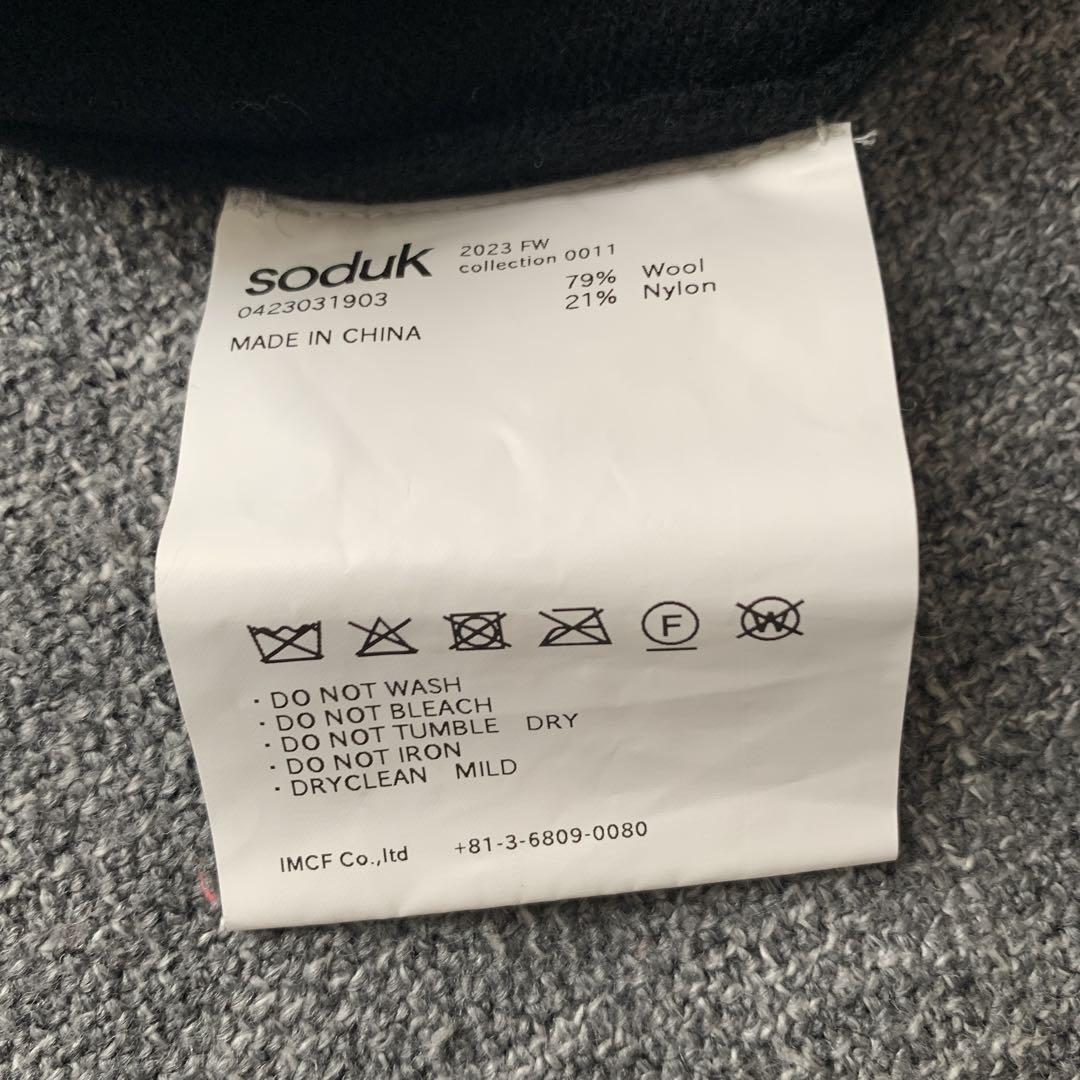 soduk
2023 FW
collection 0011
0423031903
79% Wool
21% Nylon
MADE IN CHINA
F
W
· DO NOT WASH
· DO NOT BLEACH
· DO NOT TUMBLE DRY
· DO NOT IRON
· DRYCLEAN MILD
IMCF Co.,ltd +81-3-6809-0080